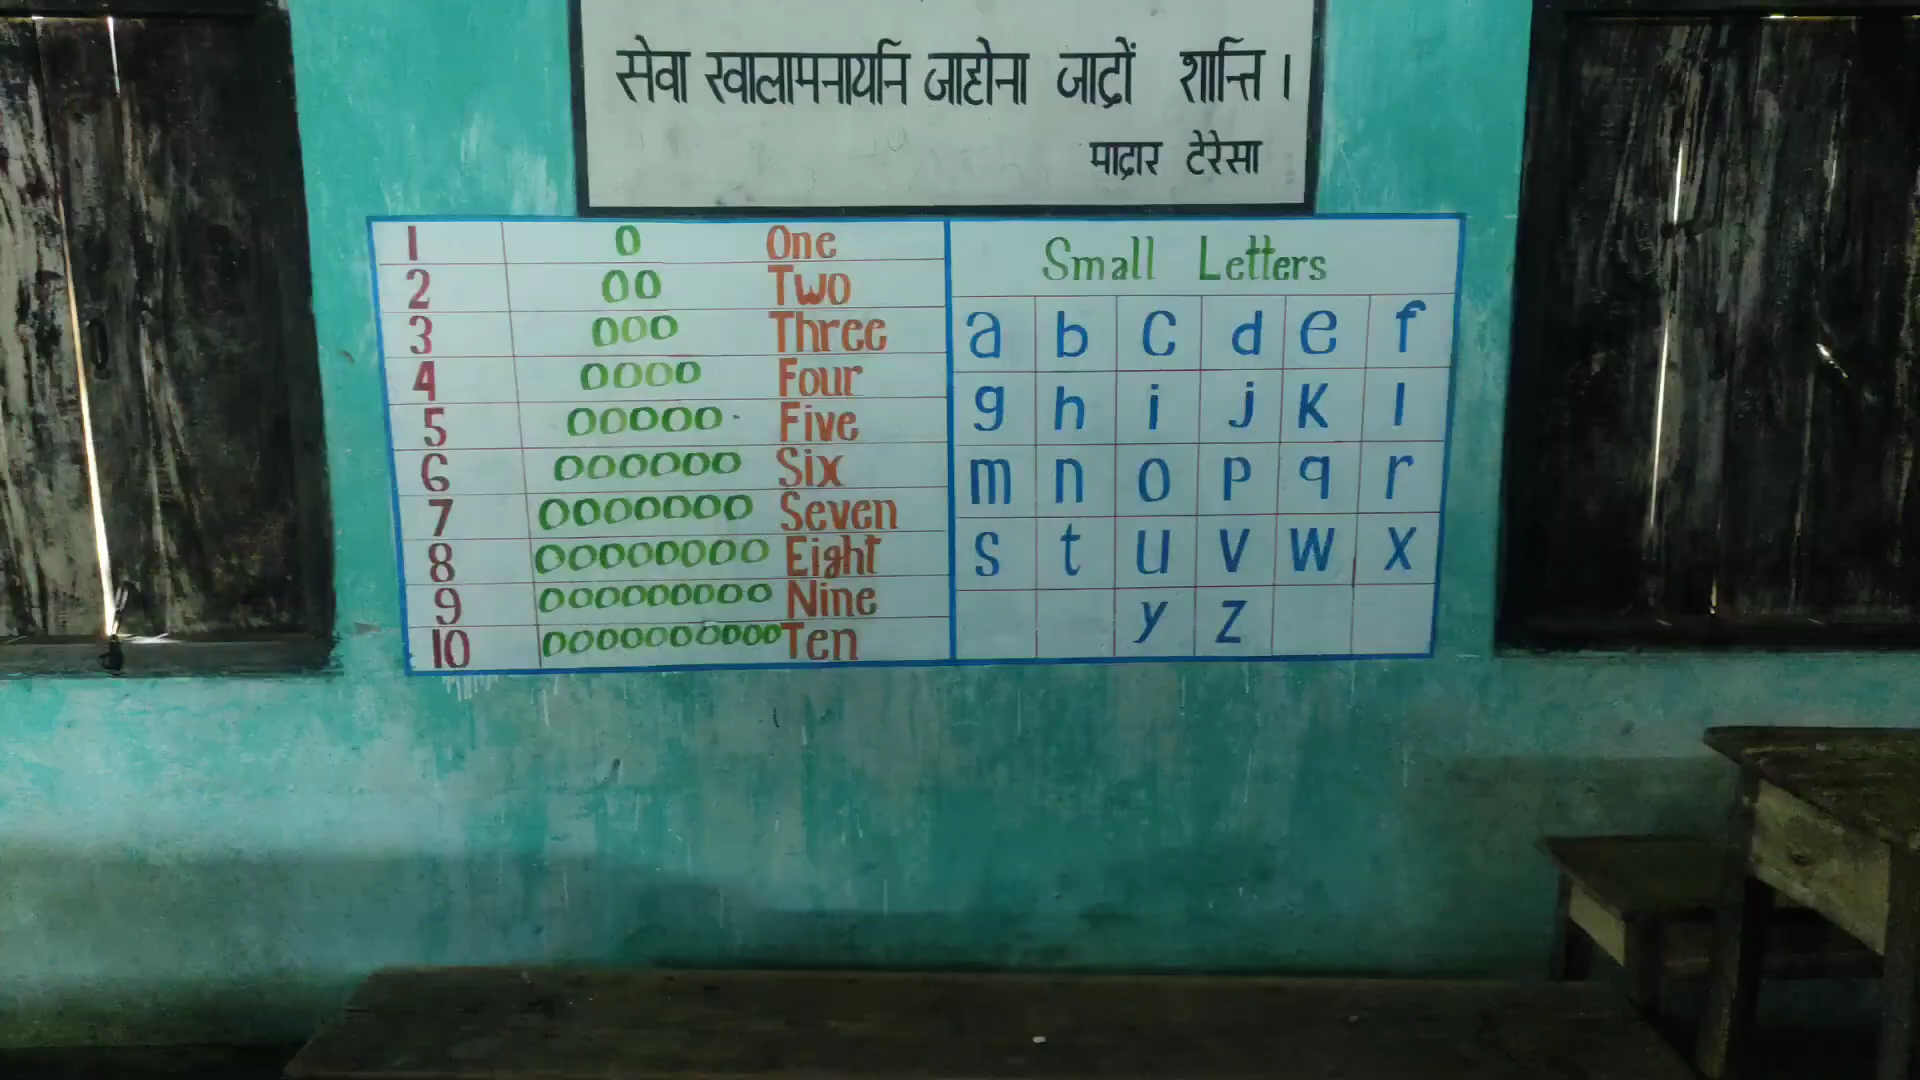 सेवा खालामनायनि जाहोना जाद्रों शान्ति।
माद्रार टेरेसा
1 0 One
2 00 Two
3 000 Three
4 0000 Four
5 00000 Five
6 000000 Six
7 0000000 Seven
8 00000000 Eight
9 000000000 Nine
10 0000000000 Ten
Small Letters
a b c d e f
g h i j k l
m n o p q r
s t u v w x
y z